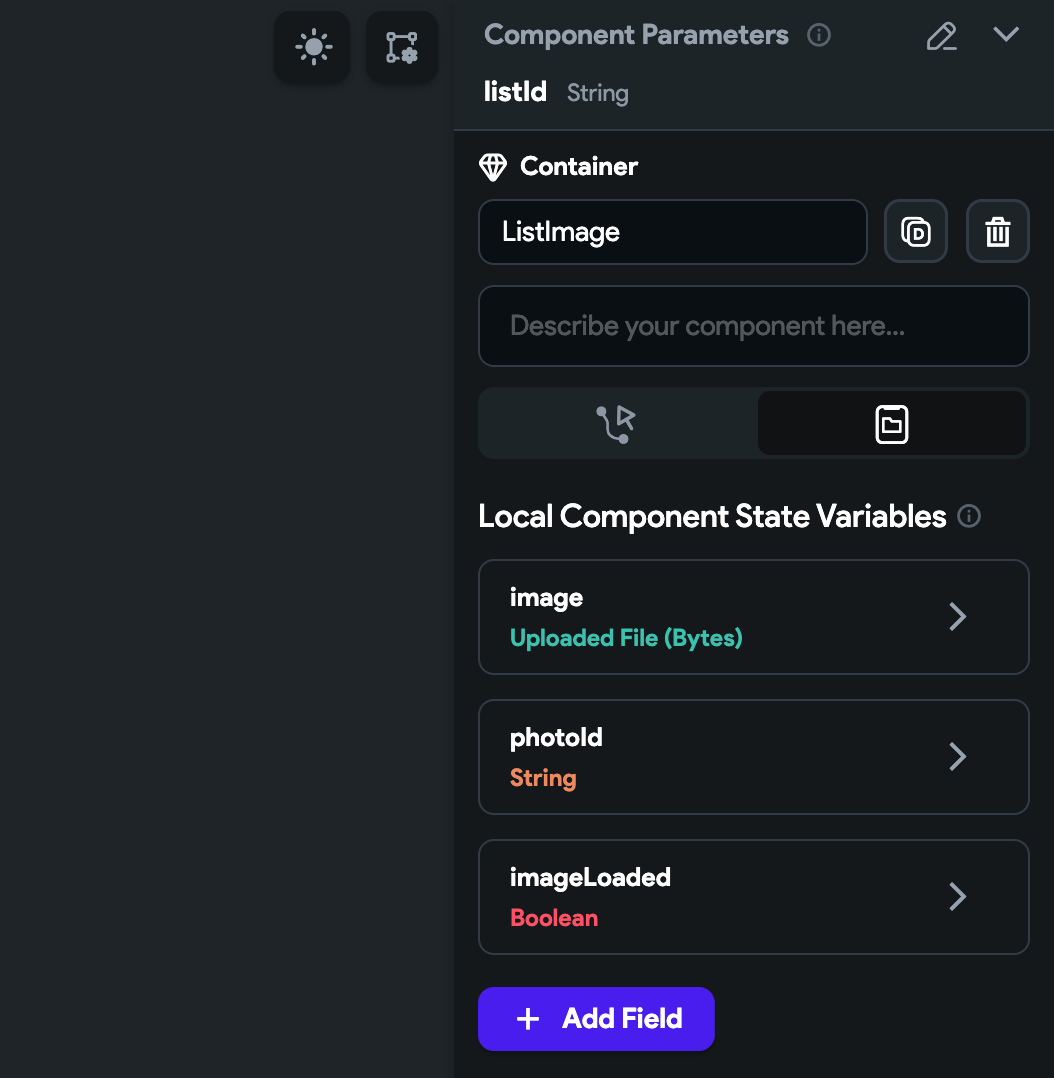 Component Parameters
listId String
Container
ListImage
D
Describe your component here...
Local Component State Variables
image
Uploaded File (Bytes)
photoId
String
imageLoaded
Boolean
+ Add Field